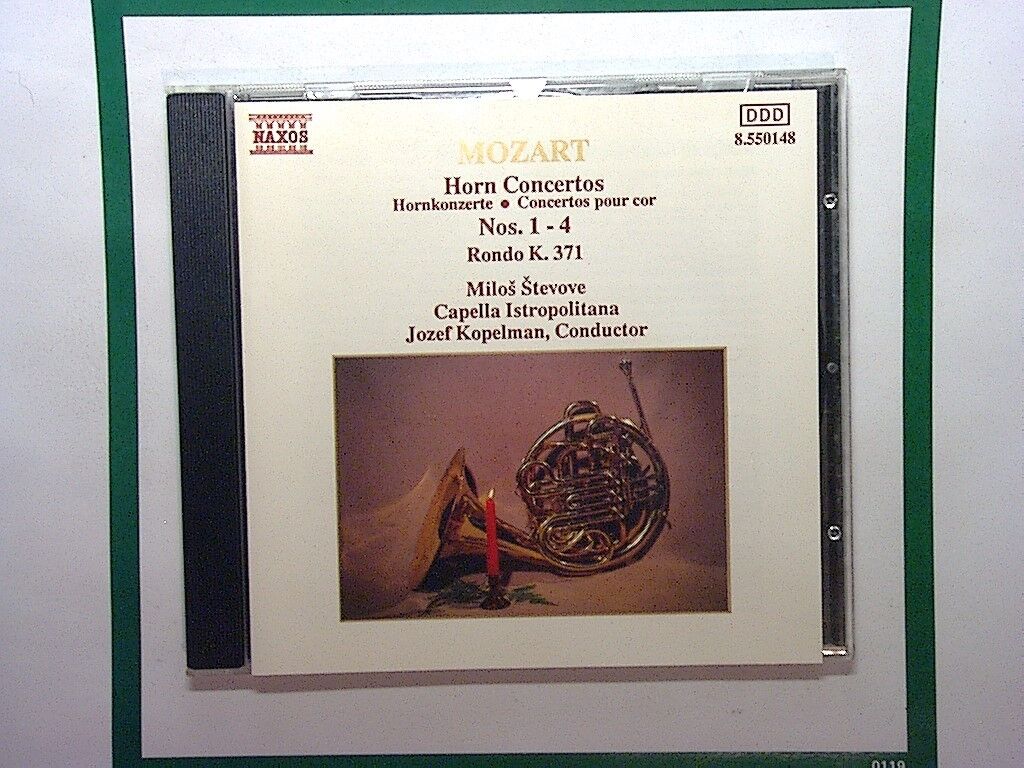 NAXOS
DDD
8.550148
MOZART
Horn Concertos
Hornkonzerte • Concertos pour cor
Nos. 1 - 4
Rondo K. 371
Miloš Števove
Capella Istropolitana
Jozef Kopelman, Conductor
0119